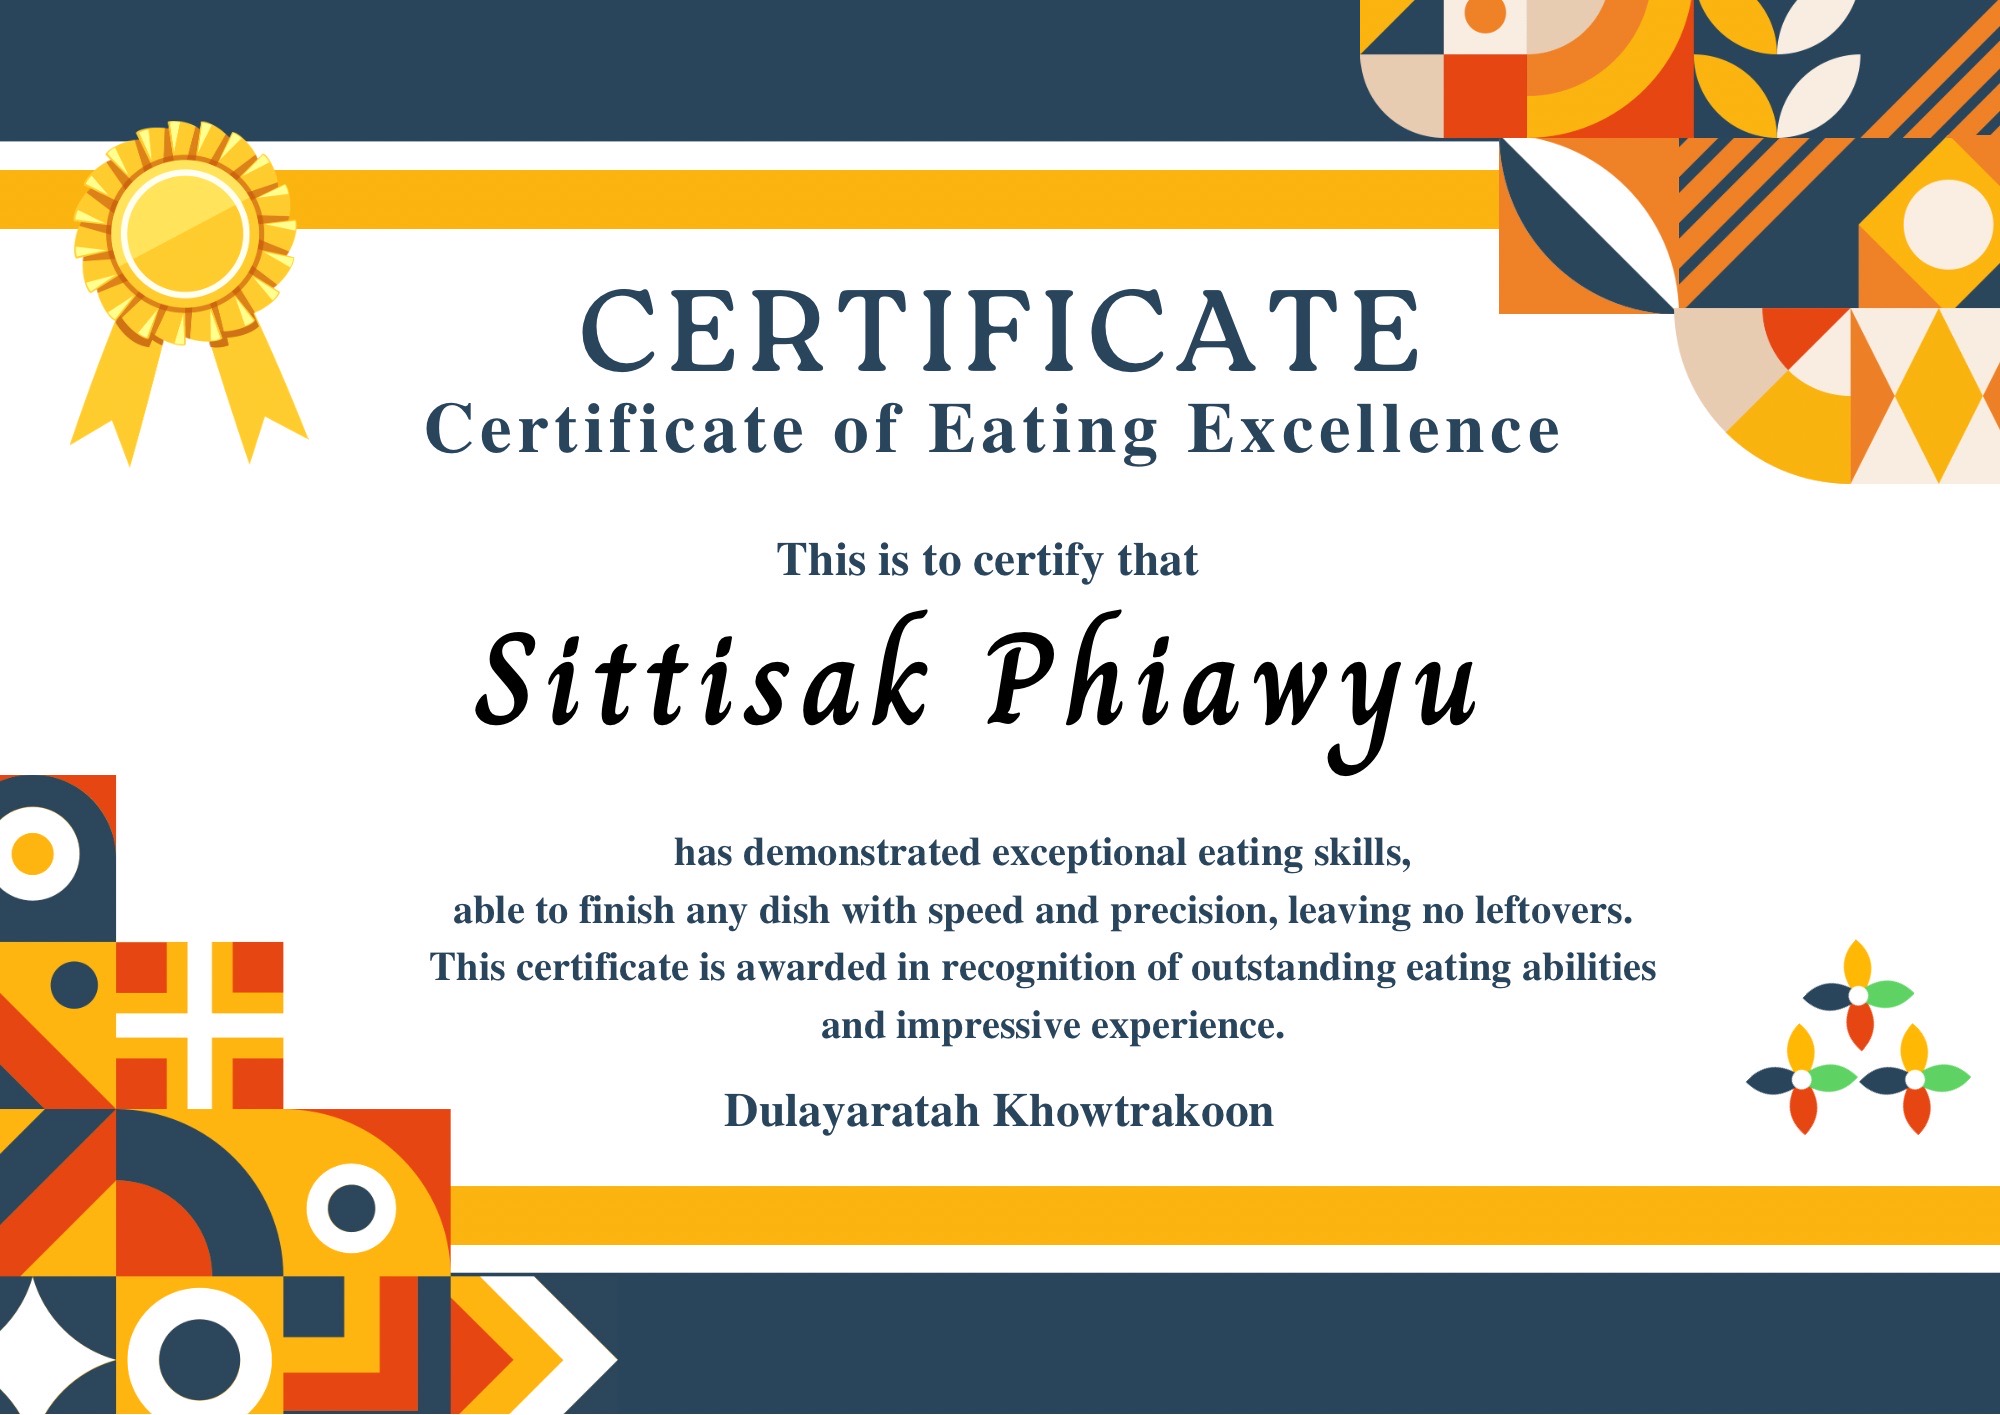 CERTIFICATE
Certificate of Eating Excellence
This is to certify that
Sittisak Phiawyu
has demonstrated exceptional eating skills,
able to finish any dish with speed and precision, leaving no leftovers.
This certificate is awarded in recognition of outstanding eating abilities
and impressive experience.
Dulayaratah Khowtrakoon